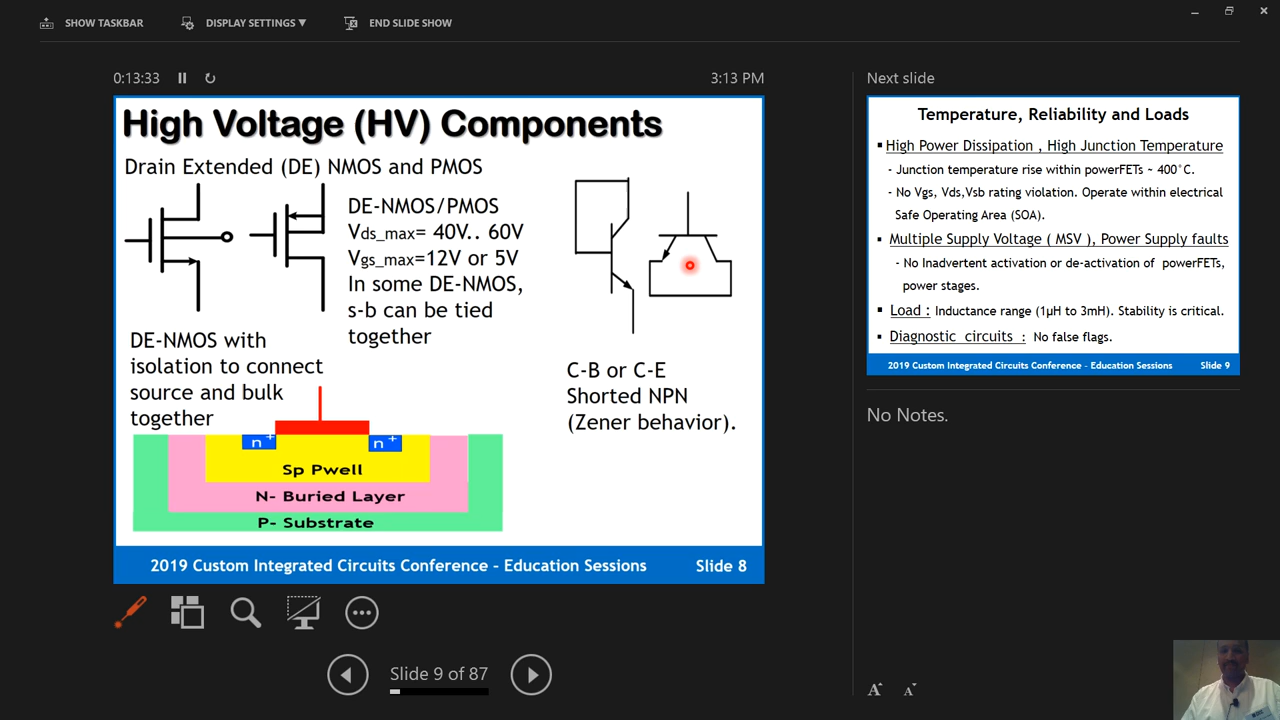 SHOW TASKBAR
DISPLAY SETTINGS ▼
END SLIDE SHOW
0:13:33
3:13 PM
High Voltage (HV) Components
Drain Extended (DE) NMOS and PMOS
DE-NMOS/PMOS
Vds_max= 40V.. 60V
Vgs_max=12V or 5V
In some DE-NMOS,
s-b can be tied
together
DE-NMOS with
isolation to connect
source and bulk
together
n+
n+
Sp Pwell
N- Buried Layer
P- Substrate
C-B or C-E
Shorted NPN
(Zener behavior).
2019 Custom Integrated Circuits Conference – Education Sessions
Slide 8
Slide 9 of 87
Next slide
Temperature, Reliability and Loads
▪ High Power Dissipation , High Junction Temperature
- Junction temperature rise within powerFETs ~ 400°C.
- No Vgs, Vds,Vsb rating violation. Operate within electrical
Safe Operating Area (SOA).
▪ Multiple Supply Voltage ( MSV ), Power Supply faults
- No Inadvertent activation or de-activation of powerFETs,
power stages.
▪ Load : Inductance range (1µH to 3mH). Stability is critical.
▪ Diagnostic circuits : No false flags.
2019 Custom Integrated Circuits Conference – Education Sessions
Slide 9
No Notes.
A
A